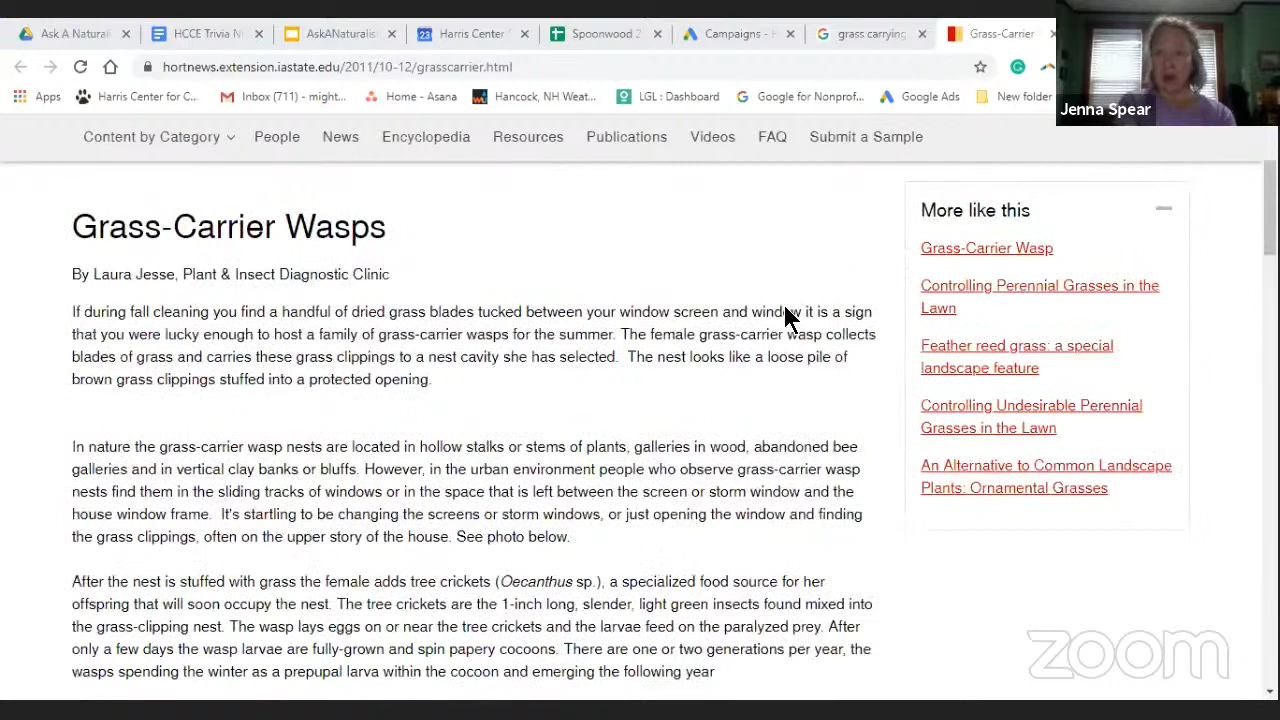 Ask A Natural
HCCE Trivia N
AskANaturalis
23 Harris Center
Spoonwood 2
Campaigns - H
grass carrying
Grass-Carrier
hortnews.extension.iastate.edu/2011/10-12/grasscarrier.html
Apps
Harris Center for C...
Inbox (711) - might...
Home - Asana
Hancock, NH Weat...
LGL : Dashboard
Google for Nonprof...
Google Ads
New folder
Jenna Spear
Content by Category
People
News
Encyclopedia
Resources
Publications
Videos
FAQ
Submit a Sample
Grass-Carrier Wasps
By Laura Jesse, Plant & Insect Diagnostic Clinic
If during fall cleaning you find a handful of dried grass blades tucked between your window screen and window it is a sign
that you were lucky enough to host a family of grass-carrier wasps for the summer. The female grass-carrier wasp collects
blades of grass and carries these grass clippings to a nest cavity she has selected. The nest looks like a loose pile of
brown grass clippings stuffed into a protected opening.
In nature the grass-carrier wasp nests are located in hollow stalks or stems of plants, galleries in wood, abandoned bee
galleries and in vertical clay banks or bluffs. However, in the urban environment people who observe grass-carrier wasp
nests find them in the sliding tracks of windows or in the space that is left between the screen or storm window and the
house window frame. It's startling to be changing the screens or storm windows, or just opening the window and finding
the grass clippings, often on the upper story of the house. See photo below.
After the nest is stuffed with grass the female adds tree crickets (Oecanthus sp.), a specialized food source for her
offspring that will soon occupy the nest. The tree crickets are the 1-inch long, slender, light green insects found mixed into
the grass-clipping nest. The wasp lays eggs on or near the tree crickets and the larvae feed on the paralyzed prey. After
only a few days the wasp larvae are fully-grown and spin papery cocoons. There are one or two generations per year, the
wasps spending the winter as a prepupal larva within the cocoon and emerging the following year
More like this
Grass-Carrier Wasp
Controlling Perennial Grasses in the
Lawn
Feather reed grass: a special
landscape feature
Controlling Undesirable Perennial
Grasses in the Lawn
An Alternative to Common Landscape
Plants: Ornamental Grasses
zoom